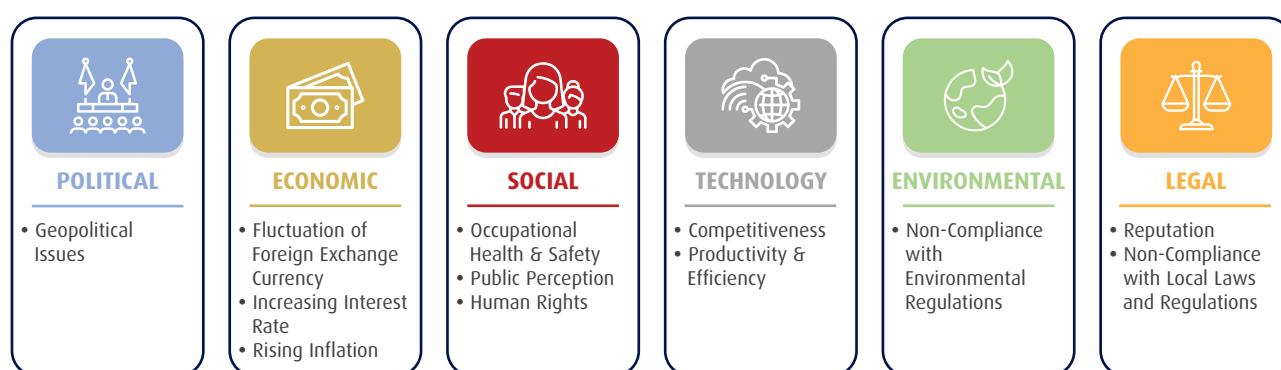 POLITICAL
• Geopolitical
Issues
ECONOMIC
• Fluctuation of
Foreign Exchange
Currency
• Increasing Interest
Rate
• Rising Inflation
SOCIAL
• Occupational
Health & Safety
• Public Perception
• Human Rights
TECHNOLOGY
• Competitiveness
• Productivity &
Efficiency
ENVIRONMENTAL
• Non-Compliance
with
Environmental
Regulations
LEGAL
• Reputation
• Non-Compliance
with Local Laws
and Regulations